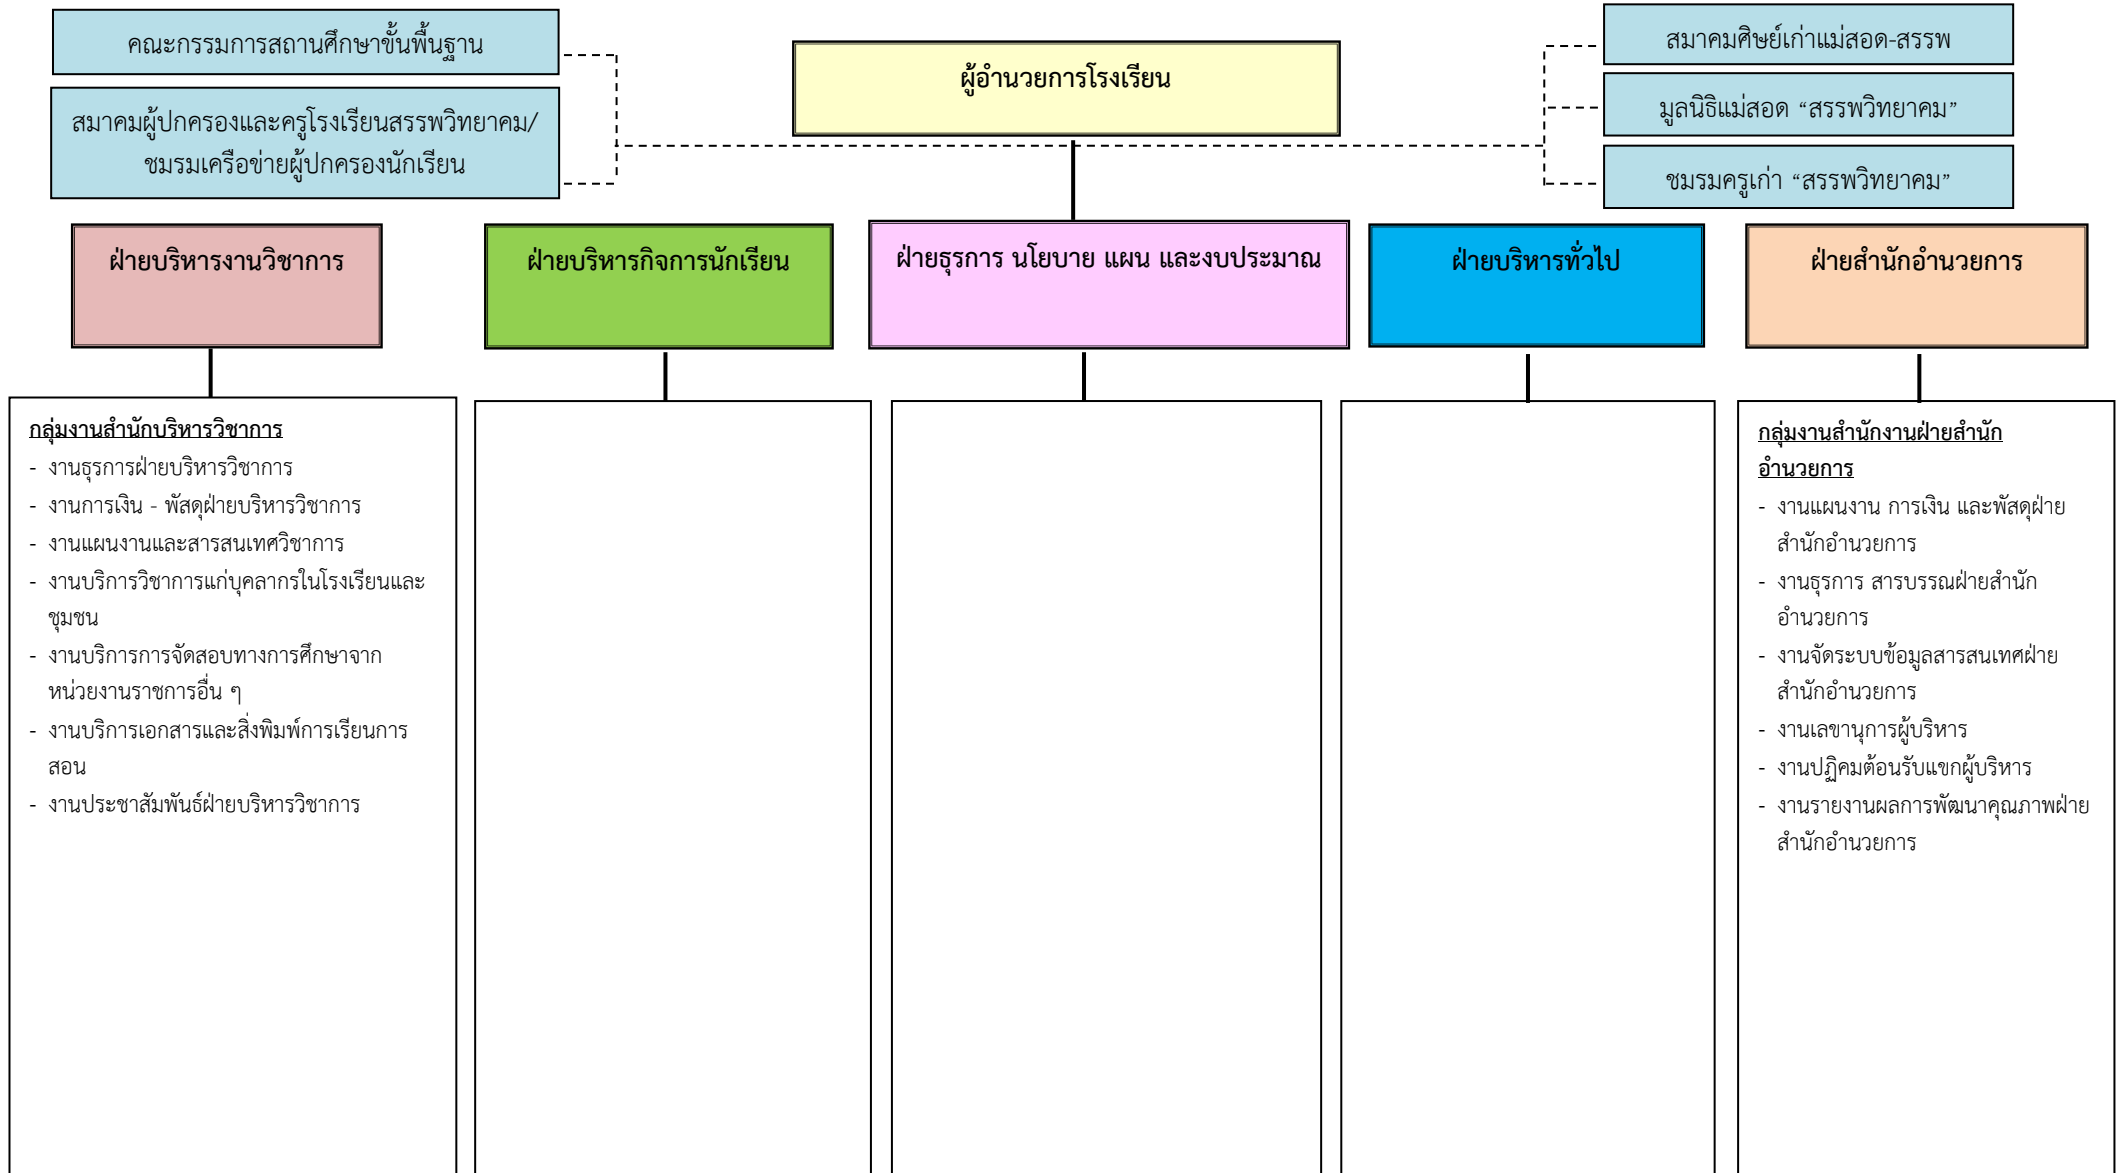 คณะกรรมการสถานศึกษาขั้นพื้นฐาน
สมาคมผู้ปกครองและครูโรงเรียนสรรพวิทยาคม/
ชมรมเครือข่ายผู้ปกครองนักเรียน
ผู้อำนวยการโรงเรียน
สมาคมศิษย์เก่าแม่สอด-สรรพ
มูลนิธิแม่สอด “สรรพวิทยาคม”
ชมรมครูเก่า “สรรพวิทยาคม”
ฝ่ายบริหารงานวิชาการ
ฝ่ายบริหารกิจการนักเรียน
ฝ่ายธุรการ นโยบาย แผน และงบประมาณ
ฝ่ายบริหารทั่วไป
ฝ่ายสำนักอำนวยการ
กลุ่มงานสำนักบริหารวิชาการ
- งานธุรการฝ่ายบริหารวิชาการ
- งานการเงิน - พัสดุฝ่ายบริหารวิชาการ
- งานแผนงานและสารสนเทศวิชาการ
- งานบริการวิชาการแก่บุคลากรในโรงเรียนและ
ชุมชน
- งานบริการการจัดสอบทางการศึกษาจาก
หน่วยงานราชการอื่น ๆ
- งานบริการเอกสารและสิ่งพิมพ์การเรียนการ
สอน
- งานประชาสัมพันธ์ฝ่ายบริหารวิชาการ
กลุ่มงานสำนักงานฝ่ายสำนัก
อำนวยการ
- งานแผนงาน การเงิน และพัสดุฝ่าย
สำนักอำนวยการ
- งานธุรการ สารบรรณฝ่ายสำนัก
อำนวยการ
- งานจัดระบบข้อมูลสารสนเทศฝ่าย
สำนักอำนวยการ
- งานเลขานุการผู้บริหาร
- งานปฏิคมต้อนรับแขกผู้บริหาร
- งานรายงานผลการพัฒนาคุณภาพฝ่าย
สำนักอำนวยการ